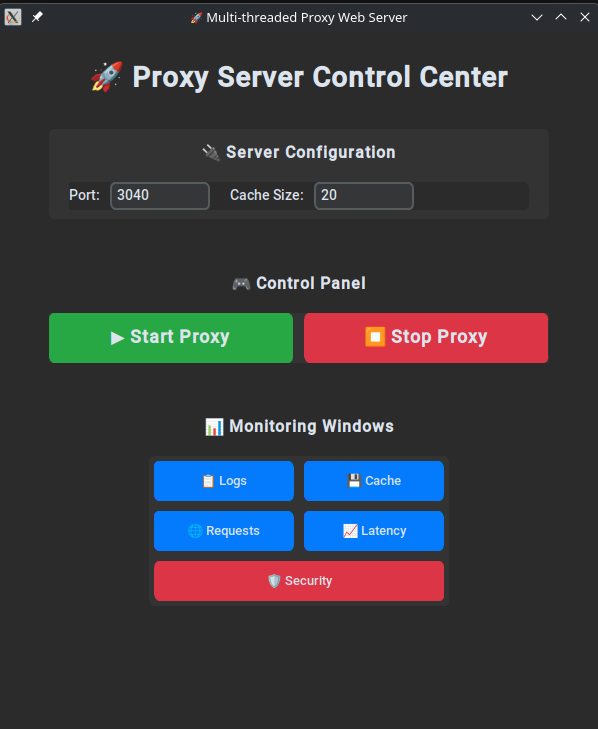 🚀 Multi-threaded Proxy Web Server
🚀 Proxy Server Control Center
🔌 Server Configuration
Port: 3040 Cache Size: 20
🎮 Control Panel
▶ Start Proxy ⏹️ Stop Proxy
📊 Monitoring Windows
📋 Logs 💾 Cache
🌐 Requests 📈 Latency
🛡️ Security